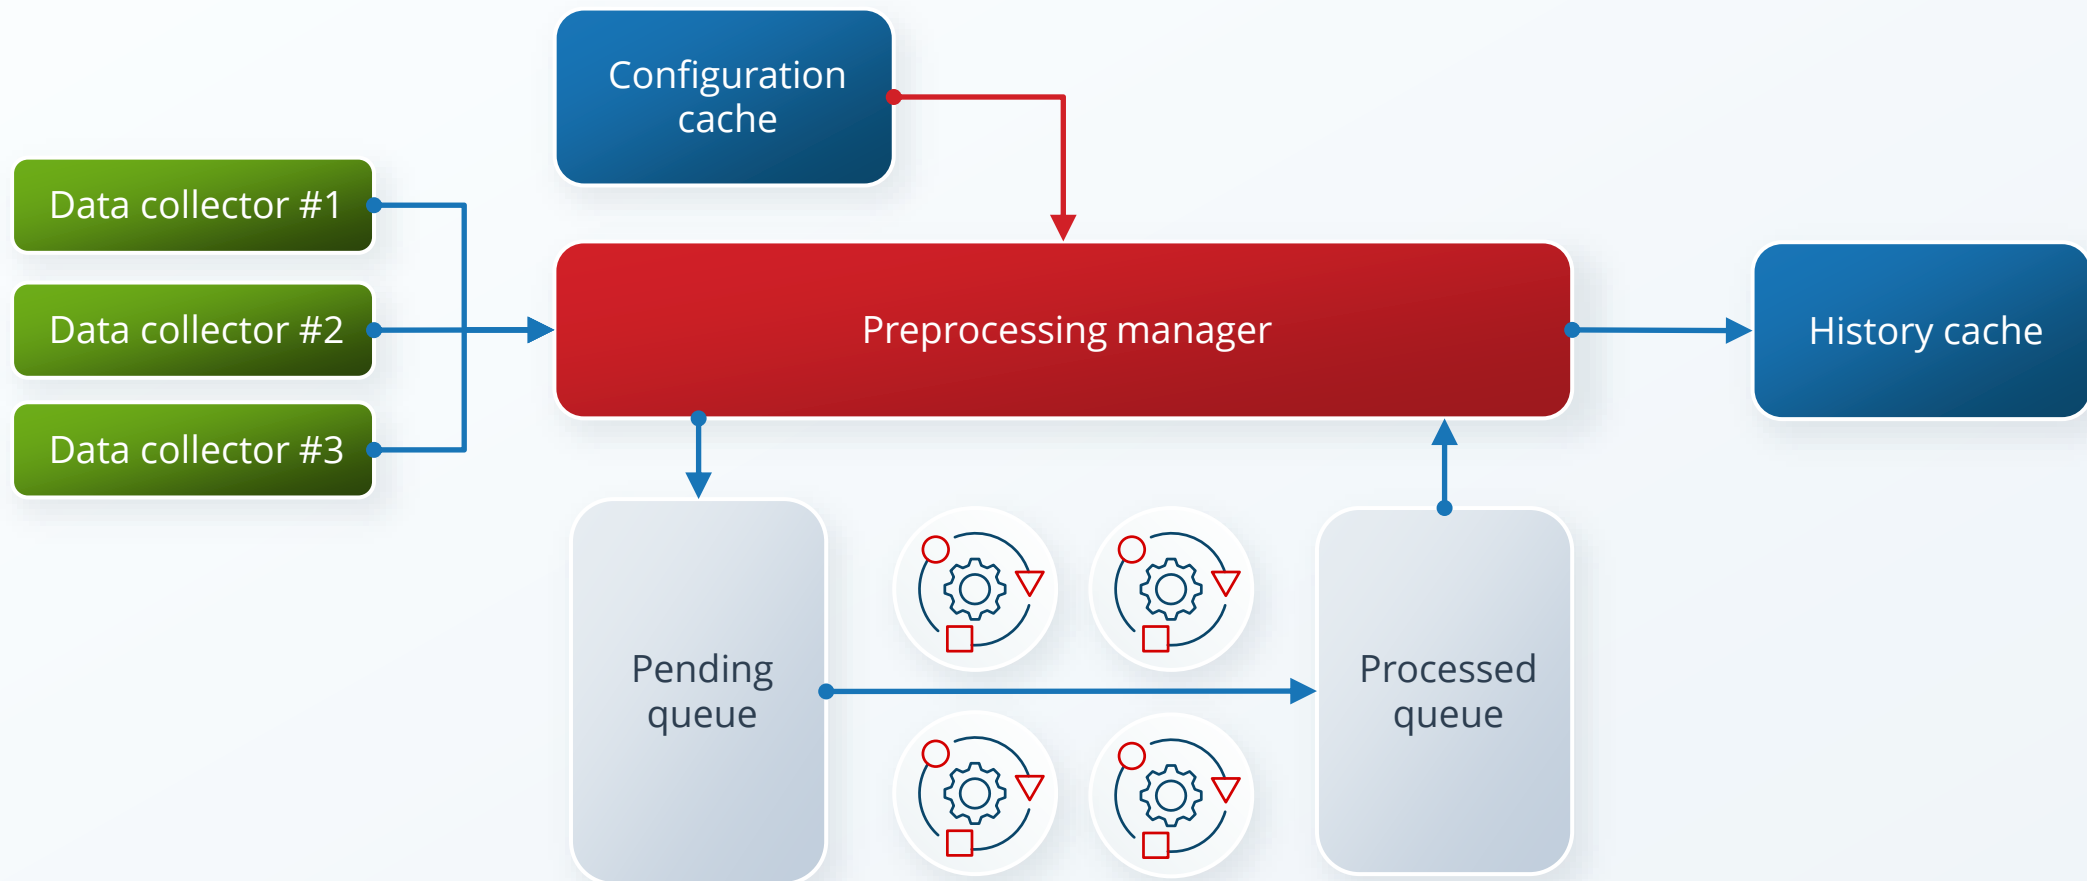 Configuration
cache
Data collector #1
Data collector #2
Data collector #3
Preprocessing manager
History cache
Pending
queue
Processed
queue